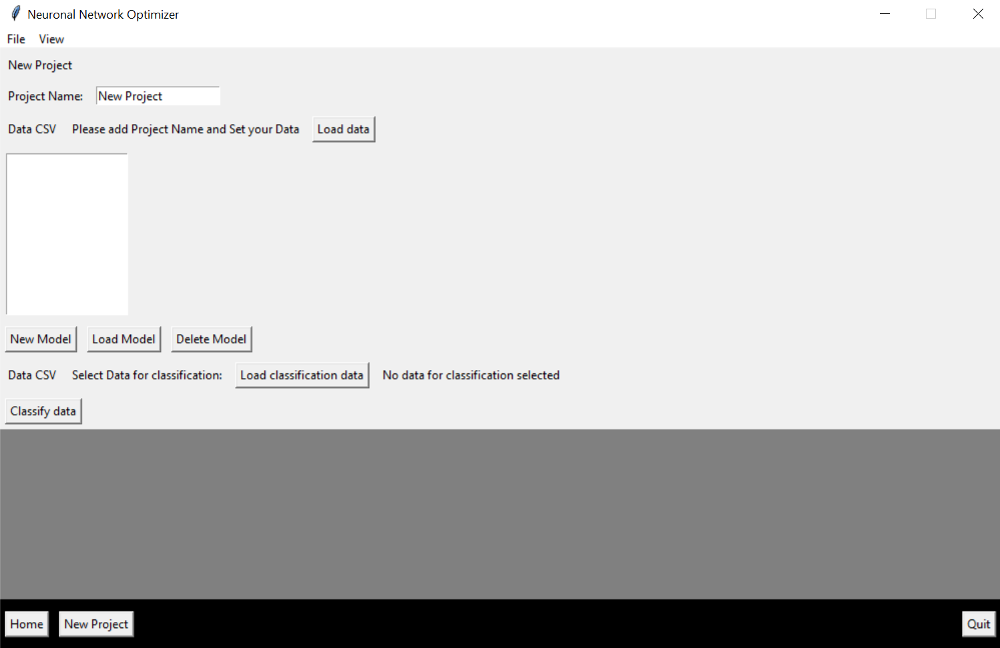 Neuronal Network Optimizer
File View
New Project
Project Name: New Project
Data CSV Please add Project Name and Set your Data Load data
New Model Load Model Delete Model
Data CSV Select Data for classification: Load classification data No data for classification selected
Classify data
Home New Project Quit